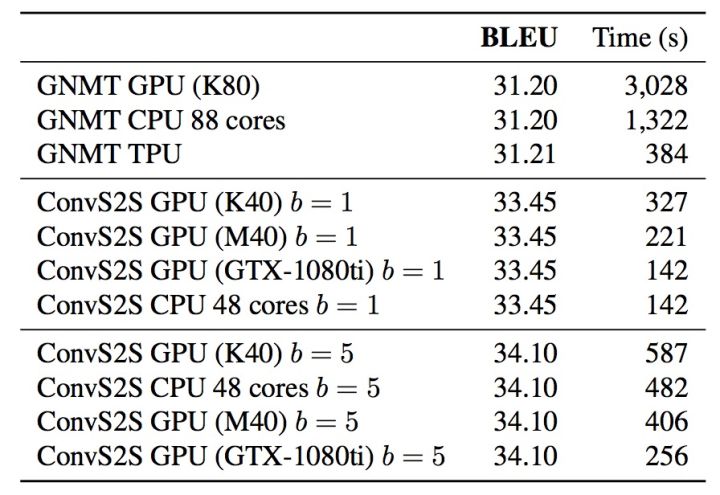 BLEU Time (s)
GNMT GPU (K80) 31.20 3,028
GNMT CPU 88 cores 31.20 1,322
GNMT TPU 31.21 384
ConvS2S GPU (K40) b = 1 33.45 327
ConvS2S GPU (M40) b = 1 33.45 221
ConvS2S GPU (GTX-1080ti) b = 1 33.45 142
ConvS2S CPU 48 cores b = 1 33.45 142
ConvS2S GPU (K40) b = 5 34.10 587
ConvS2S CPU 48 cores b = 5 34.10 482
ConvS2S GPU (M40) b = 5 34.10 406
ConvS2S GPU (GTX-1080ti) b = 5 34.10 256